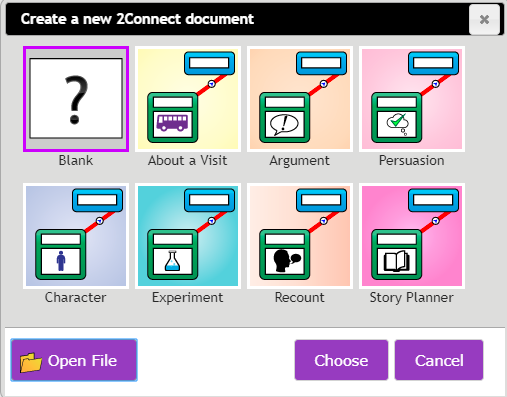 Create a new 2Connect document
?
Blank
About a Visit
Argument
Persuasion
Character
Experiment
Recount
Story Planner
Open File
Choose
Cancel